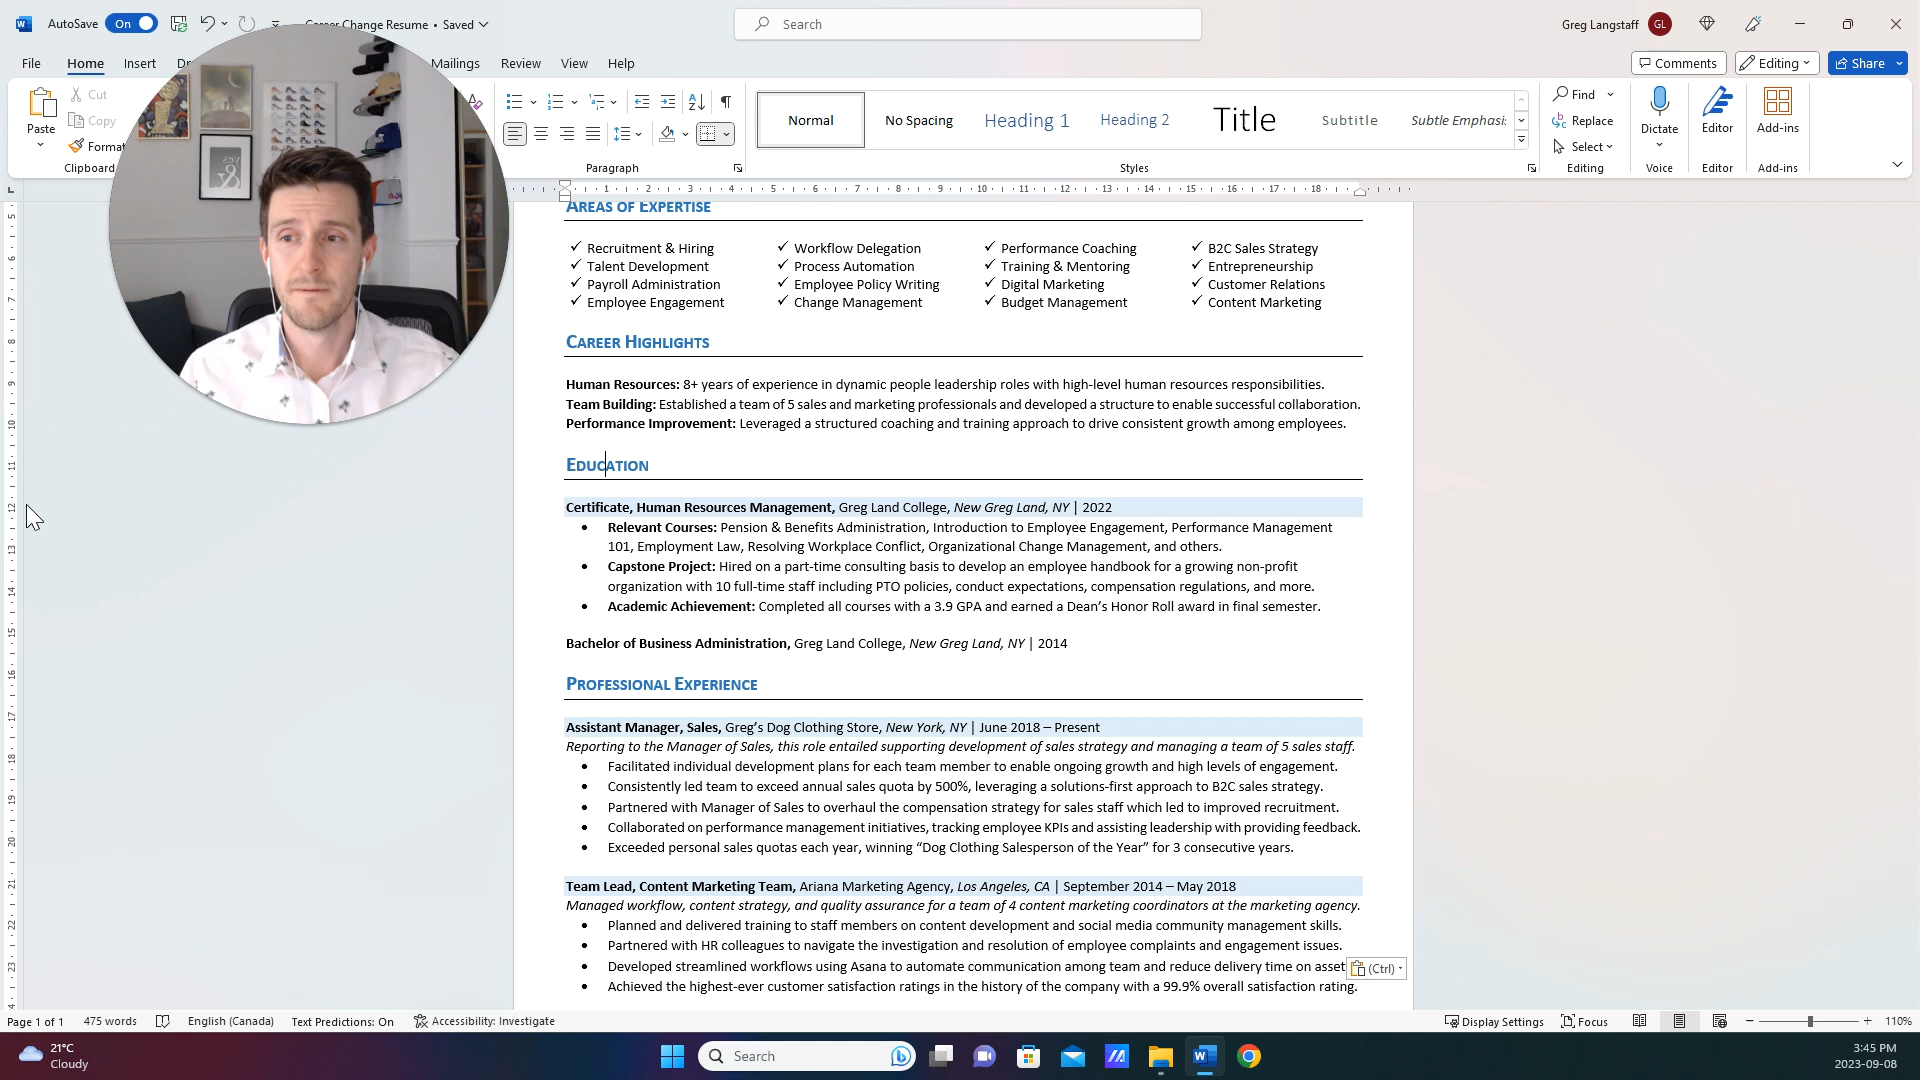 AutoSave On Career Change Resume • Saved Search Greg Langstaff GL
File Home Insert Mailings Review View Help Comments Editing Share
Paste Cut Copy Format
Normal No Spacing Heading 1 Heading 2 Title Subtitle Subtle Emphasis
Find Replace Select Dictate Editor Add-ins
Clipboard Paragraph Styles Editing Voice Editor Add-ins
1 2 3 4 5 6 7 8 9 10 11 12 13 14 15 16 17 18
AREAS OF EXPERTISE
✓ Recruitment & Hiring ✓ Workflow Delegation ✓ Performance Coaching ✓ B2C Sales Strategy
✓ Talent Development ✓ Process Automation ✓ Training & Mentoring ✓ Entrepreneurship
✓ Payroll Administration ✓ Employee Policy Writing ✓ Digital Marketing ✓ Customer Relations
✓ Employee Engagement ✓ Change Management ✓ Budget Management ✓ Content Marketing
CAREER HIGHLIGHTS
Human Resources: 8+ years of experience in dynamic people leadership roles with high-level human resources responsibilities.
Team Building: Established a team of 5 sales and marketing professionals and developed a structure to enable successful collaboration.
Performance Improvement: Leveraged a structured coaching and training approach to drive consistent growth among employees.
EDUCATION
Certificate, Human Resources Management, Greg Land College, New Greg Land, NY | 2022
• Relevant Courses: Pension & Benefits Administration, Introduction to Employee Engagement, Performance Management
101, Employment Law, Resolving Workplace Conflict, Organizational Change Management, and others.
• Capstone Project: Hired on a part-time consulting basis to develop an employee handbook for a growing non-profit
organization with 10 full-time staff including PTO policies, conduct expectations, compensation regulations, and more.
• Academic Achievement: Completed all courses with a 3.9 GPA and earned a Dean's Honor Roll award in final semester.
Bachelor of Business Administration, Greg Land College, New Greg Land, NY | 2014
PROFESSIONAL EXPERIENCE
Assistant Manager, Sales, Greg's Dog Clothing Store, New York, NY | June 2018 – Present
Reporting to the Manager of Sales, this role entailed supporting development of sales strategy and managing a team of 5 sales staff.
• Facilitated individual development plans for each team member to enable ongoing growth and high levels of engagement.
• Consistently led team to exceed annual sales quota by 500%, leveraging a solutions-first approach to B2C sales strategy.
• Partnered with Manager of Sales to overhaul the compensation strategy for sales staff which led to improved recruitment.
• Collaborated on performance management initiatives, tracking employee KPIs and assisting leadership with providing feedback.
• Exceeded personal sales quotas each year, winning “Dog Clothing Salesperson of the Year” for 3 consecutive years.
Team Lead, Content Marketing Team, Ariana Marketing Agency, Los Angeles, CA | September 2014 – May 2018
Managed workflow, content strategy, and quality assurance for a team of 4 content marketing coordinators at the marketing agency.
• Planned and delivered training to staff members on content development and social media community management skills.
• Partnered with HR colleagues to navigate the investigation and resolution of employee complaints and engagement issues.
• Developed streamlined workflows using Asana to automate communication among team and reduce delivery time on asset (Ctrl)
• Achieved the highest-ever customer satisfaction ratings in the history of the company with a 99.9% overall satisfaction rating.
Page 1 of 1 475 words English (Canada) Text Predictions: On Accessibility: Investigate Display Settings Focus 110%
21°C
Cloudy
Search
3:45 PM
2023-09-08